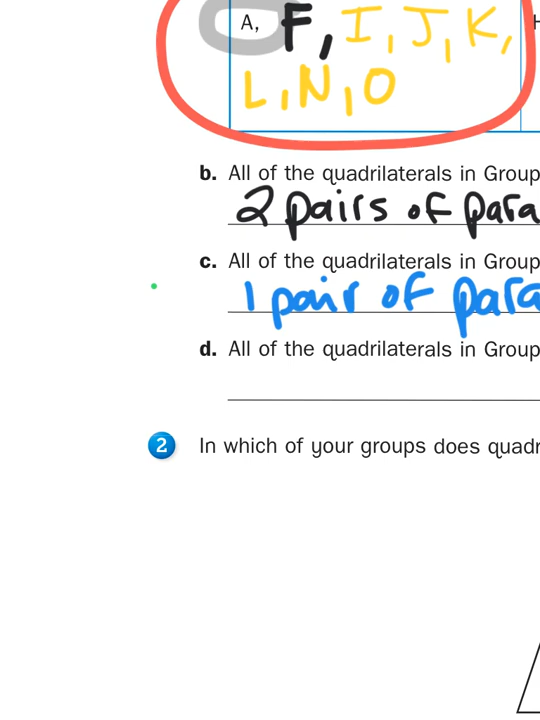 A, F, I, J, K,
L, N, O
b. All of the quadrilaterals in Group
2 pairs of para
c. All of the quadrilaterals in Group
1 pair of para
d. All of the quadrilaterals in Group
2 In which of your groups does quadr